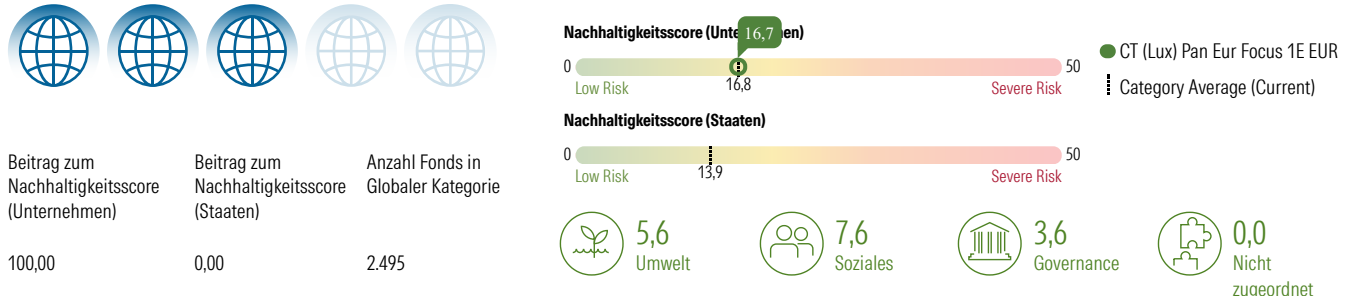 Beitrag zum
Nachhaltigkeitsscore
(Unternehmen)
100,00
Beitrag zum
Nachhaltigkeitsscore
(Staaten)
0,00
Anzahl Fonds in
Globaler Kategorie
2.495
Nachhaltigkeitsscore (Unte en)
16,7
0
50
Low Risk
16,8
Severe Risk
Nachhaltigkeitsscore (Staaten)
0
50
Low Risk
13,9
Severe Risk
CT (Lux) Pan Eur Focus 1E EUR
Category Average (Current)
5,6
Umwelt
7,6
Soziales
3,6
Governance
0,0
Nicht
zugeordnet